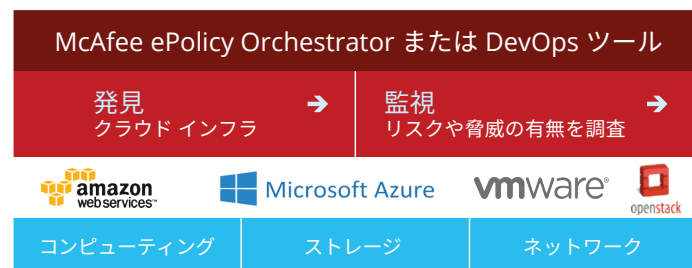 McAfee ePolicy Orchestrator または DevOps ツール
発見
クラウド インフラ
監視
リスクや脅威の有無を調査
amazon
webservices™
Microsoft Azure
vmware®
openstack
コンピューティング
ストレージ
ネットワーク